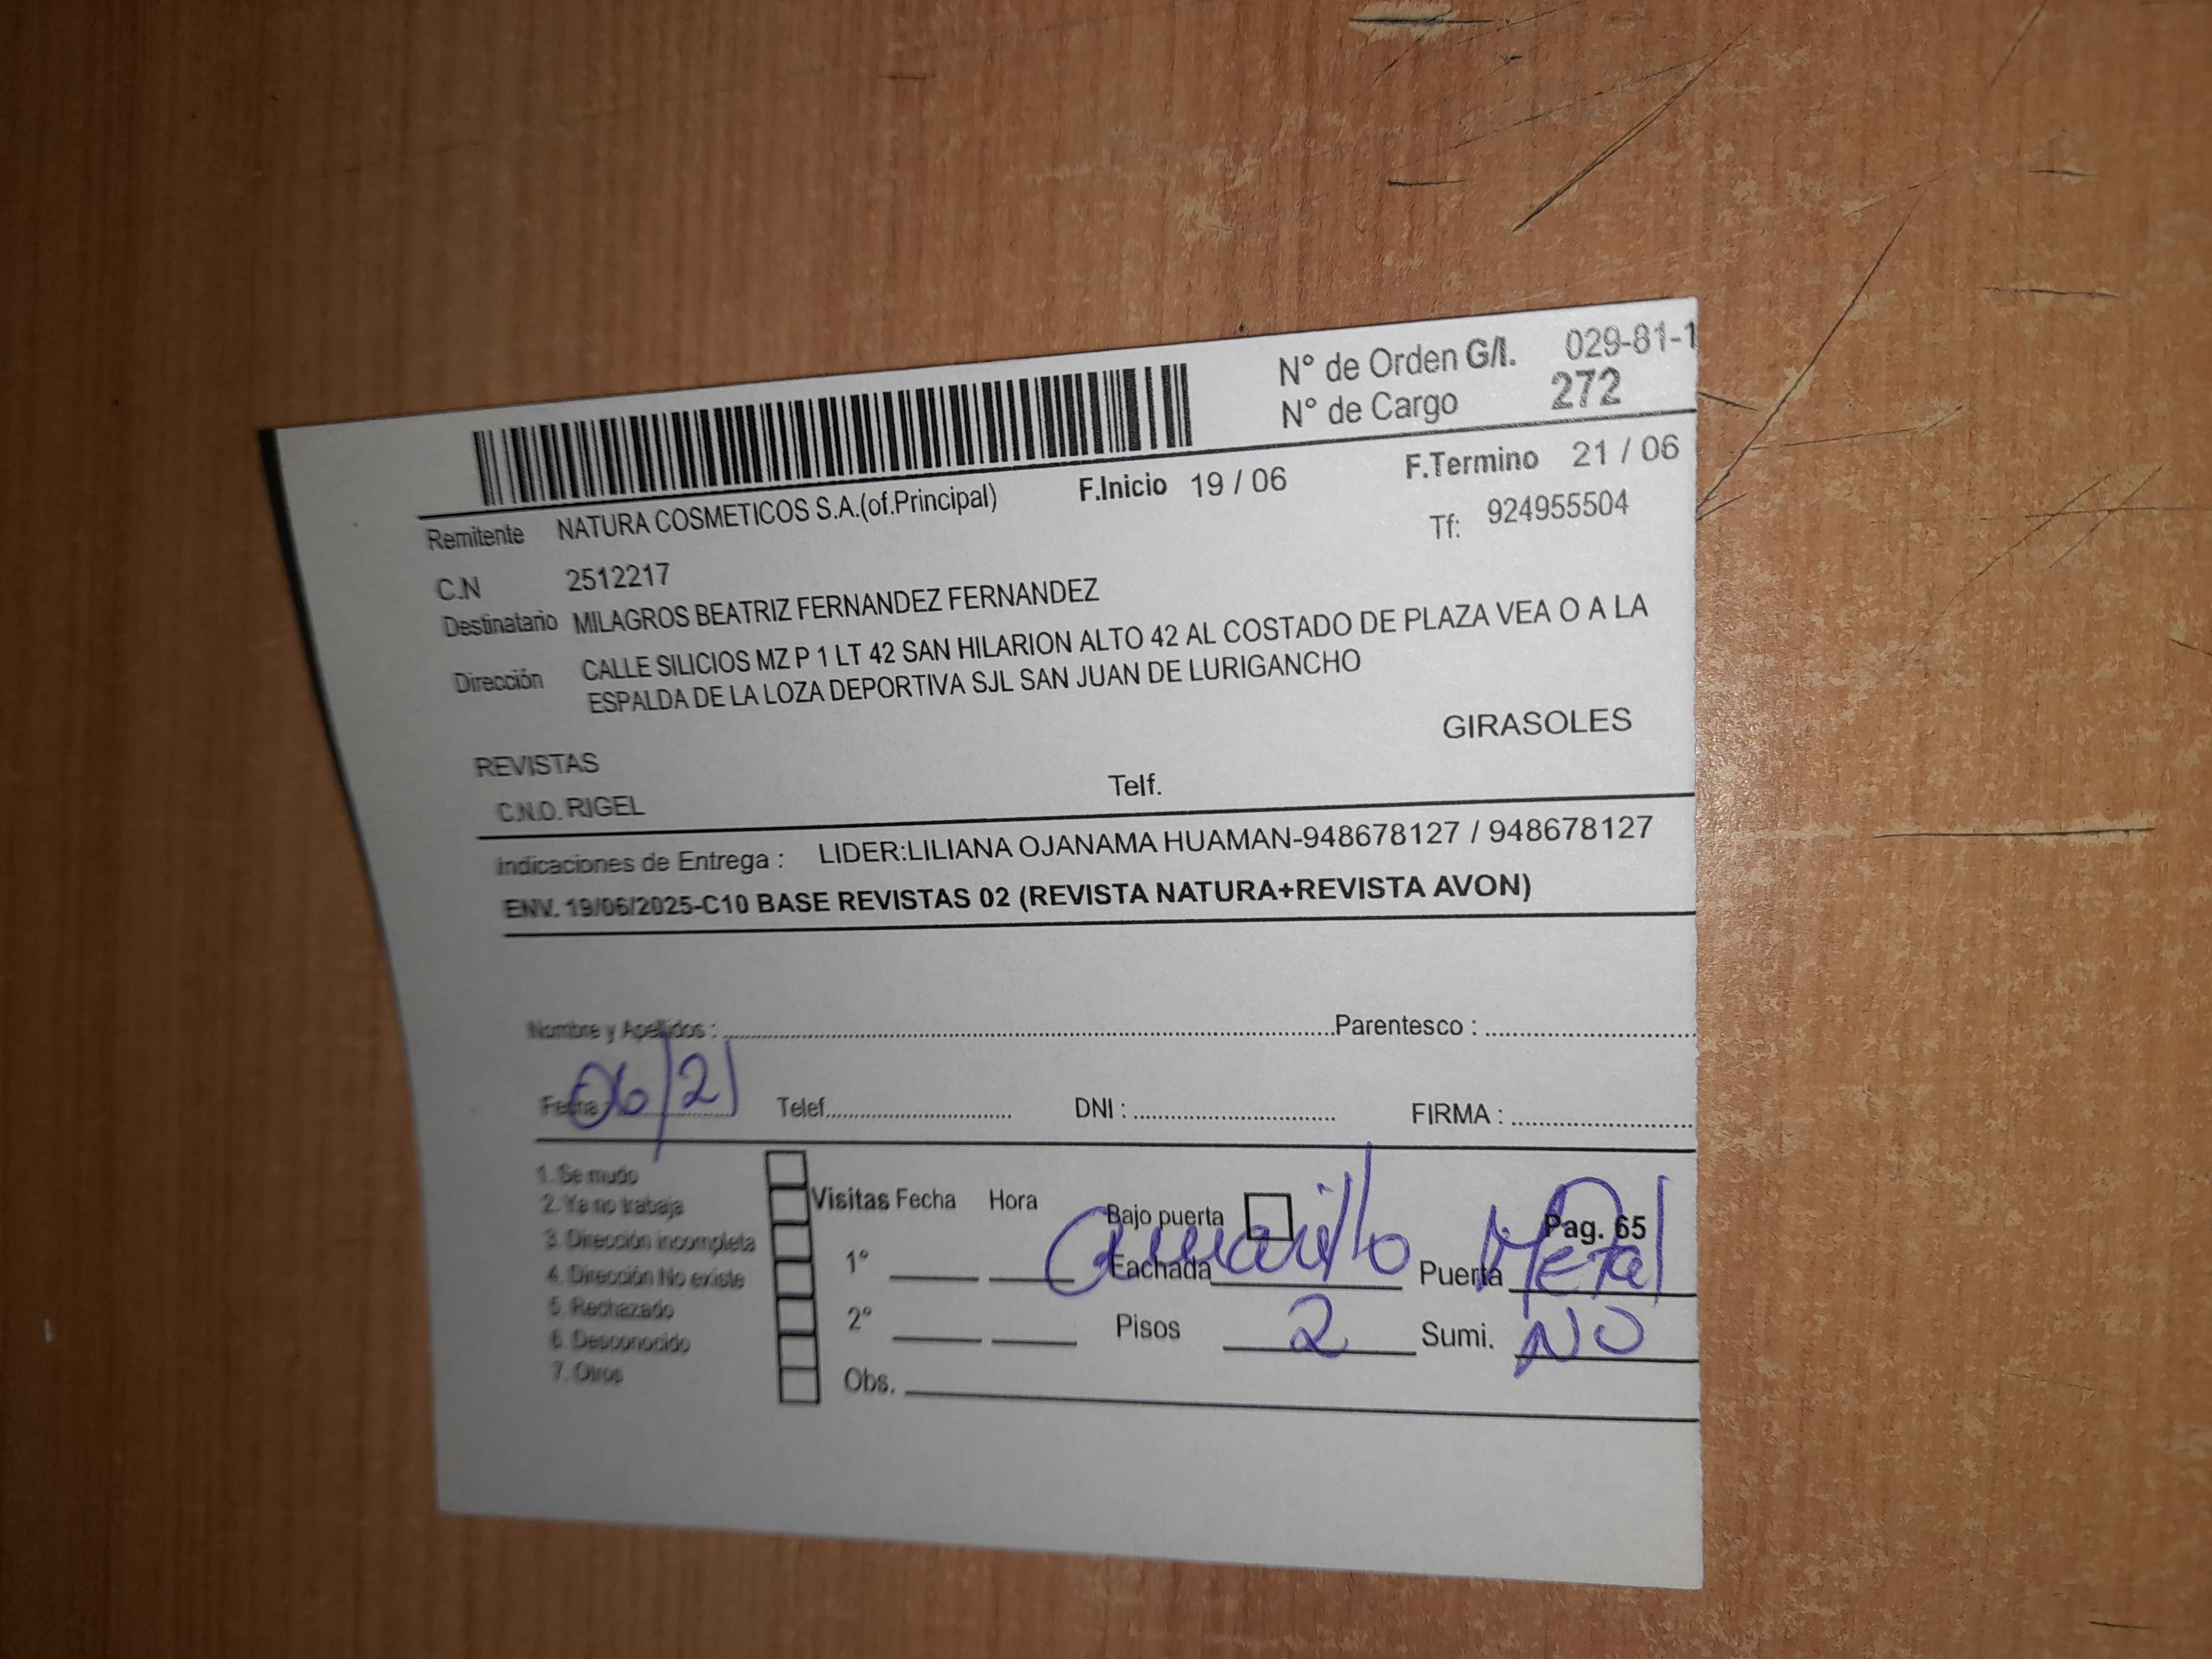 N° de Orden G/I. 029-81-1
N° de Cargo 272
F.Inicio 19 / 06 F.Termino 21 / 06
Remitente NATURA COSMETICOS S.A.(of.Principal)
Tf: 924955504
C.N 2512217
Destinatario MILAGROS BEATRIZ FERNANDEZ FERNANDEZ
Dirección CALLE SILICIOS MZ P 1 LT 42 SAN HILARION ALTO 42 AL COSTADO DE PLAZA VEA O A LA
ESPALDA DE LA LOZA DEPORTIVA SJL SAN JUAN DE LURIGANCHO
GIRASOLES
REVISTAS
C.N.D. RIGEL Telf.
Indicaciones de Entrega : LIDER:LILIANA OJANAMA HUAMAN-948678127 / 948678127
ENV. 19/06/2025-C10 BASE REVISTAS 02 (REVISTA NATURA+REVISTA AVON)
Nombre y Apellidos : Parentesco :
Fecha 06/21 Telef. DNI : FIRMA :
1. Se mudo
2. Ya no trabaja
3. Dirección incompleta
4. Dirección No existe
5. Rechazado
6. Desconocido
7. Otros
Visitas Fecha Hora
1°
2°
Obs.
Bajo puerta Pag. 65
Fachada amarillo Puerta Metal
Pisos 2 Sumi. NO